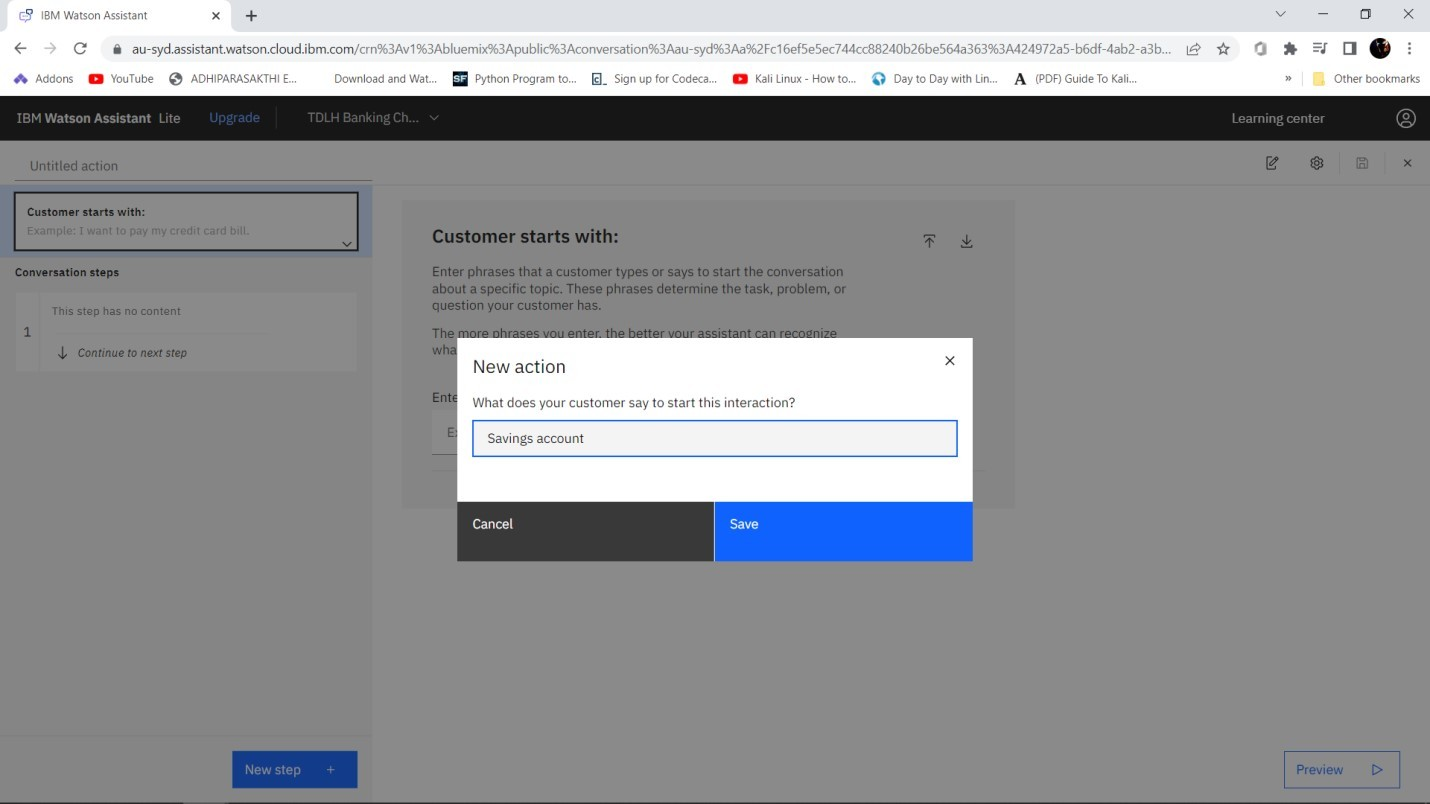 IBM Watson Assistant
au-syd.assistant.watson.cloud.ibm.com/crn%3Av1%3Abluemix%3Apublic%3Aconversation%3Aau-syd%3Aa%2Fc16ef5e5ec744cc88240b26be564a363%3A424972a5-b6df-4ab2-a3b...
Addons YouTube ADHIPARASAKTHI E... Download and Wat... SF Python Program to... Sign up for Codeca... Kali Linux - How to... Day to Day with Lin... A (PDF) Guide To Kali... » Other bookmarks
IBM Watson Assistant Lite Upgrade TDLH Banking Ch... Learning center
Untitled action
Customer starts with:
Example: I want to pay my credit card bill.
Conversation steps
1
This step has no content
Continue to next step
New step +
Customer starts with:
Enter phrases that a customer types or says to start the conversation
about a specific topic. These phrases determine the task, problem, or
question your customer has.
The more phrases you enter, the better your assistant can recognize
wha
Ente
New action
What does your customer say to start this interaction?
Savings account
Cancel Save
Preview